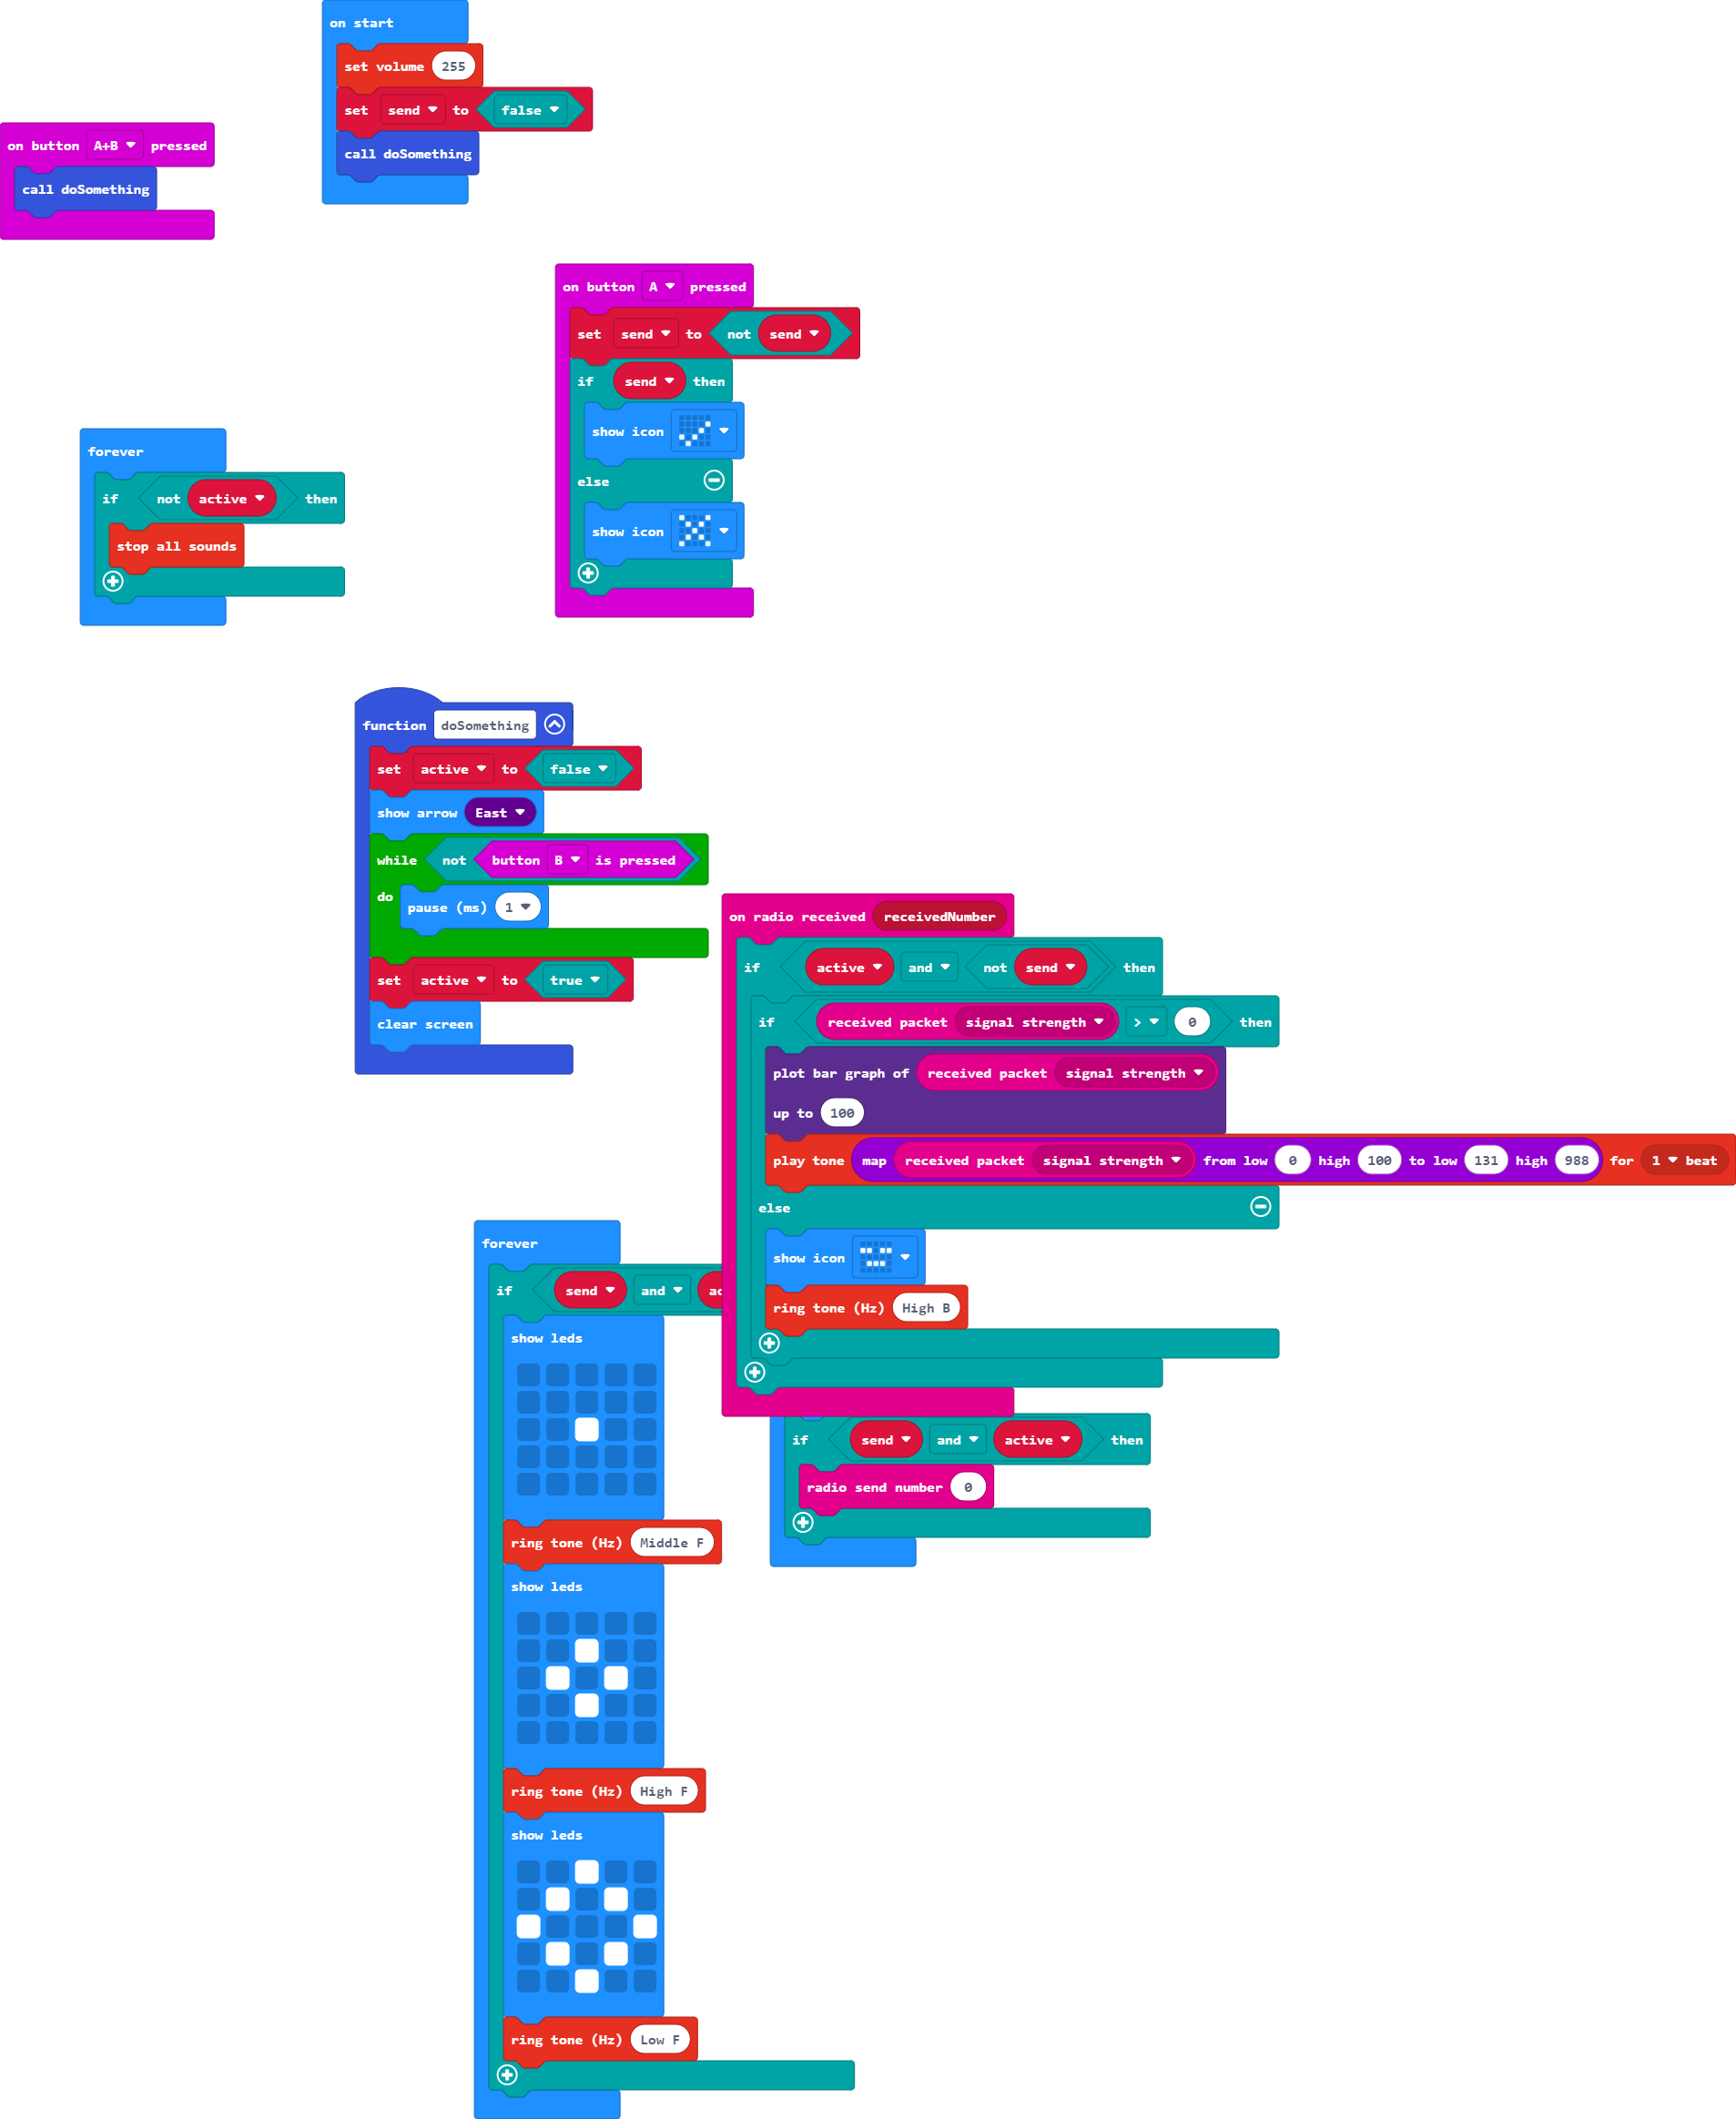 on start
set volume 255
set send to false
call doSomething
on button A+B pressed
call doSomething
on button A pressed
set send to not send
if send then
show icon
else
show icon
forever
if not active then
stop all sounds
function doSomething
set active to false
show arrow East
while not button B is pressed
do pause (ms) 1
set active to true
clear screen
on radio received receivedNumber
if active and not send then
if received packet signal strength > 0 then
plot bar graph of received packet signal strength
up to 100
play tone map received packet signal strength from low 0 high 100 to low 131 high 988 for 1 beat
else
show icon
ring tone (Hz) High B
forever
if send and
show leds
ring tone (Hz) Middle F
show leds
ring tone (Hz) High F
show leds
ring tone (Hz) Low F
if send and active then
radio send number 0